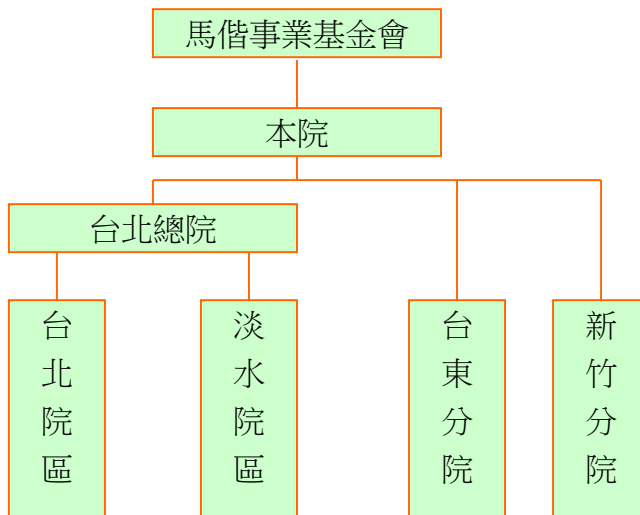 馬偕事業基金會
本院
台北總院
台北院區
淡水院區
台東分院
新竹分院